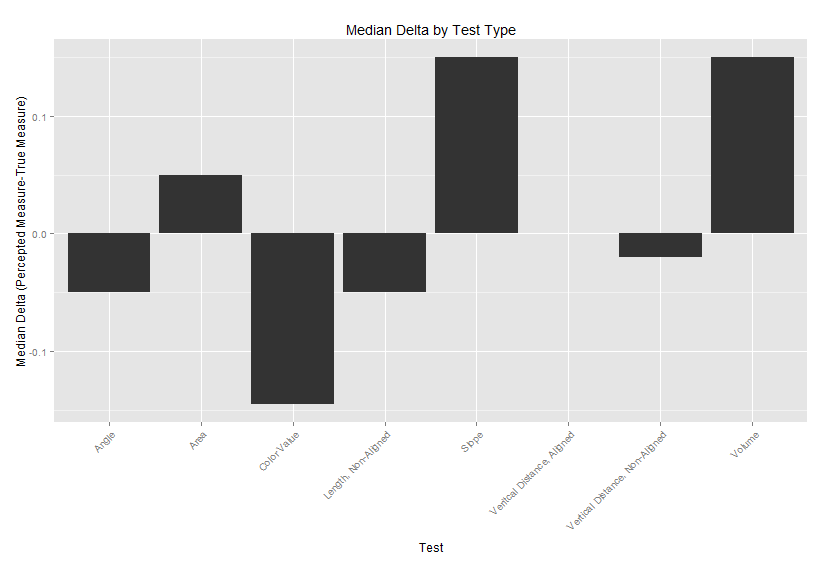 Median Delta by Test Type
Median Delta (Percepted Measure-True Measure)
0.1
0.0
-0.1
Angle
Area
Color Value
Length, Non-Aligned
Slope
Veritcal Distance, Aligned
Vertical Distance, Non-Aligned
Volume
Test